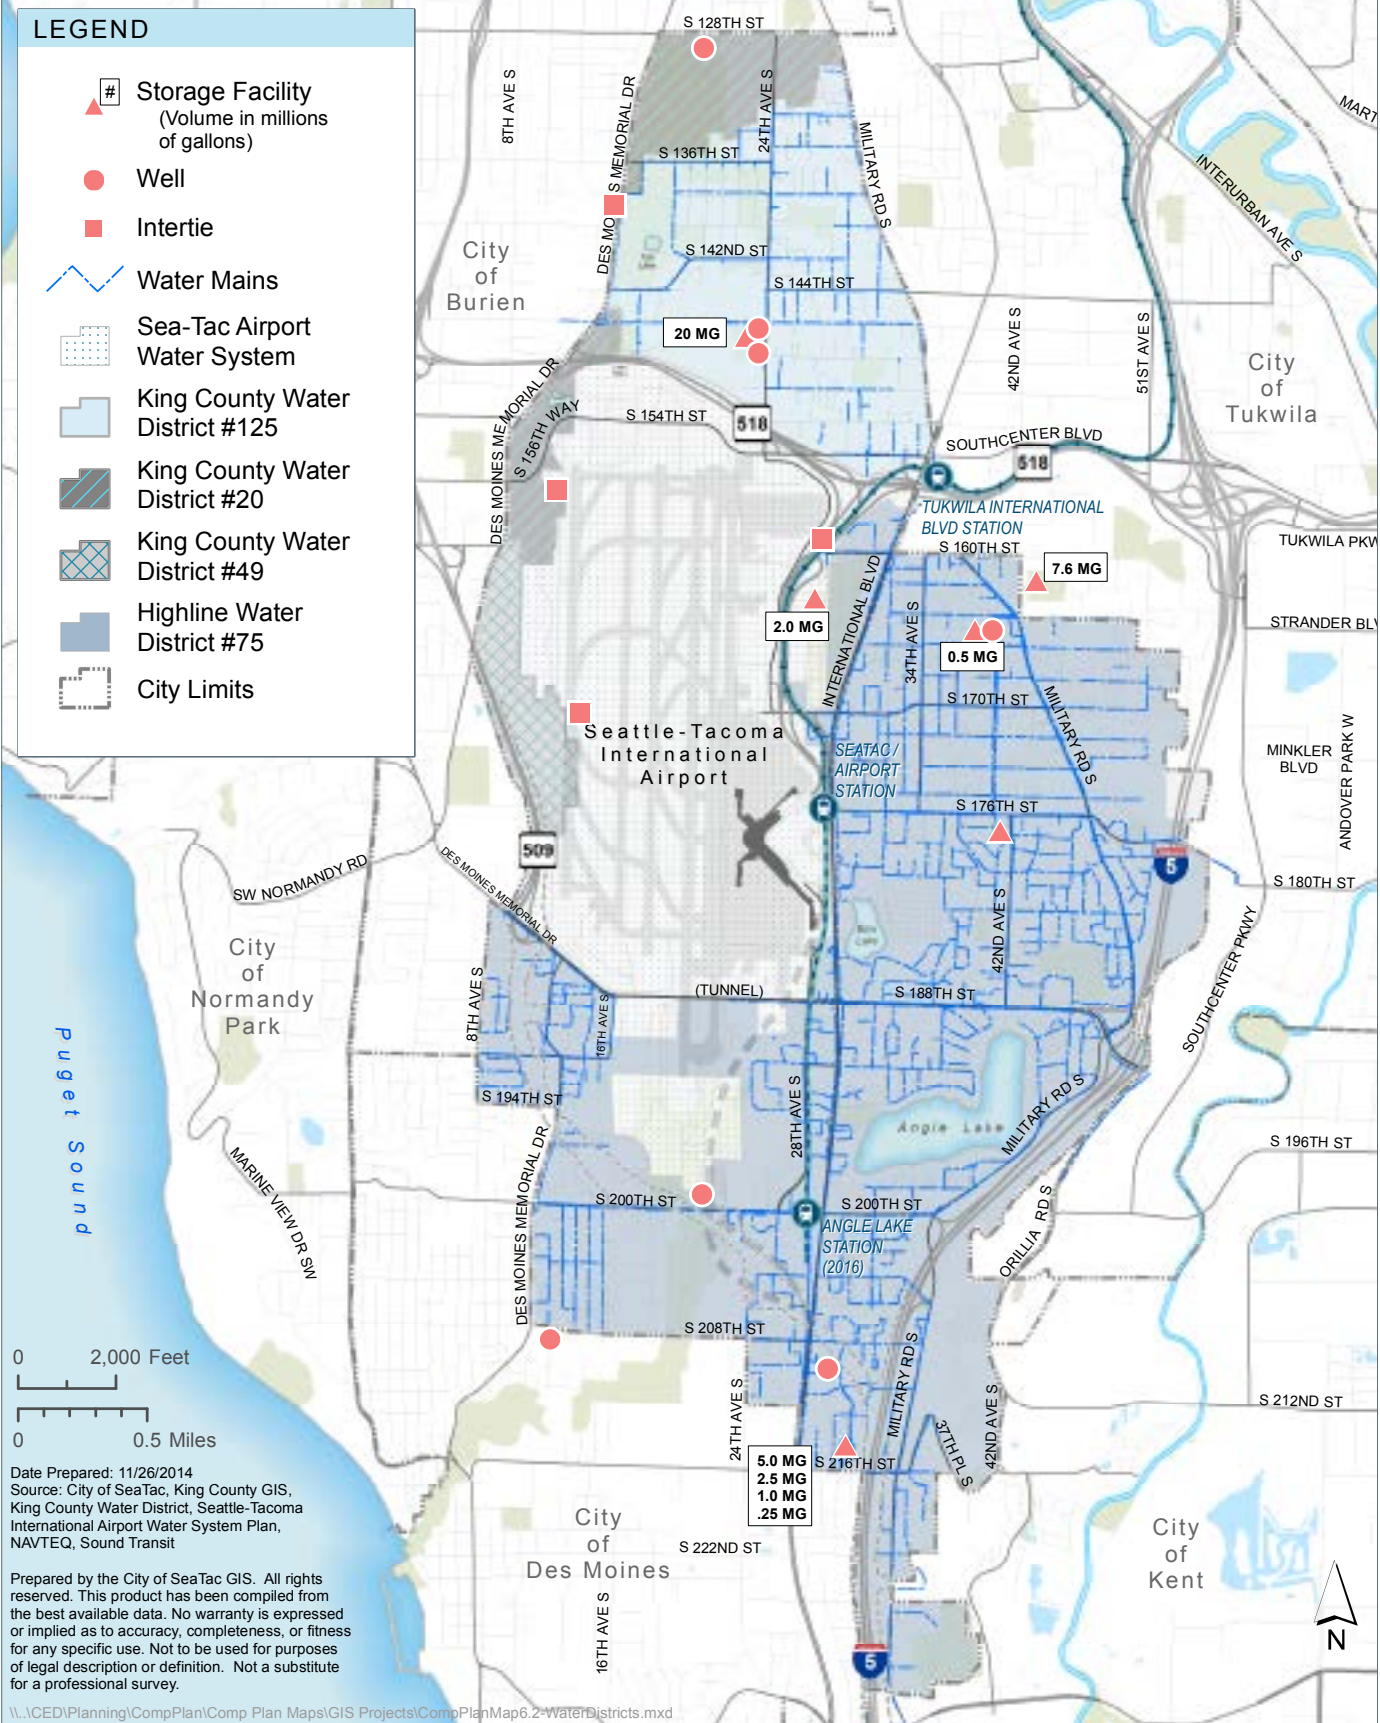 LEGEND
#
Storage Facility
(Volume in millions
of gallons)
Well
Intertie
Water Mains
Sea-Tac Airport
Water System
King County Water
District #125
King County Water
District #20
King County Water
District #49
Highline Water
District #75
City Limits
S 128TH ST
8TH AVE S
DES MO
S MEMORIAL DR
24TH AVE S
MILITARY RD S
S 136TH ST
S 142ND ST
S 144TH ST
INTERURBAN AVE S
MART
City
of
Burien
20 MG
42ND AVE S
51ST AVE S
City
of
Tukwila
DES MOINES MEMORIAL DR
S 156TH WAY
S 154TH ST
518
SOUTHCENTER BLVD
518
TUKWILA INTERNATIONAL
BLVD STATION
S 160TH ST
TUKWILA PKW
7.6 MG
2.0 MG
INTERNATIONAL BLVD
34TH AVE S
0.5 MG
STRANDER BLV
S 170TH ST
MILITARY RD S
Seattle-Tacoma
International
Airport
SEATAC /
AIRPORT
STATION
MINKLER
BLVD
ANDOVER PARK W
S 176TH ST
509
DES MOINES MEMORIAL DR
5
S 180TH ST
SW NORMANDY RD
42ND AVE S
SOUTHCENTER PKWY
City
of
Normandy
Park
8TH AVE S
16TH AVE S
(TUNNEL)
S 188TH ST
Puget Sound
S 194TH ST
28TH AVE S
Angle Lake
MILITARY RD S
S 196TH ST
MARINE VIEW DR SW
DES MOINES MEMORIAL DR
S 200TH ST
S 200TH ST
ANGLE LAKE
STATION
(2016)
ORILLIA RD S
S 208TH ST
MILITARY RD S
0 2,000 Feet
0 0.5 Miles
24TH AVE S
37TH PL S
42ND AVE S
S 212ND ST
5.0 MG
2.5 MG
1.0 MG
.25 MG
S 216TH ST
City
of
Des Moines
S 222ND ST
16TH AVE S
City
of
Kent
5
N
Date Prepared: 11/26/2014
Source: City of SeaTac, King County GIS,
King County Water District, Seattle-Tacoma
International Airport Water System Plan,
NAVTEQ, Sound Transit
Prepared by the City of SeaTac GIS. All rights
reserved. This product has been compiled from
the best available data. No warranty is expressed
or implied as to accuracy, completeness, or fitness
for any specific use. Not to be used for purposes
of legal description or definition. Not a substitute
for a professional survey.
\\..\CED\Planning\CompPlan\Comp Plan Maps\GIS Projects\CompPlanMap6.2-WaterDistricts.mxd